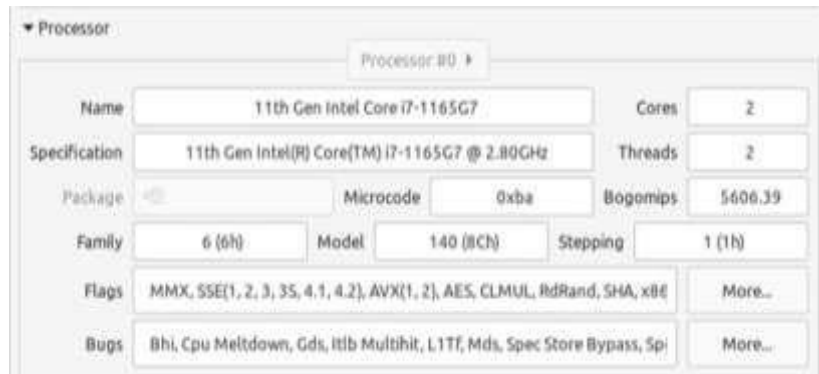 Processor
Processor #0
Name 11th Gen Intel Core i7-1165G7 Cores 2
Specification 11th Gen Intel(R) Core(TM) i7-1165G7 @ 2.80GHz Threads 2
Package Microcode 0xba Bogomips 5606.39
Family 6 (6h) Model 140 (8Ch) Stepping 1 (1h)
Flags MMX, SSE(1, 2, 3, 3S, 4.1, 4.2), AVX(1, 2), AES, CLMUL, RdRand, SHA, x86 More...
Bugs Bhi, Cpu Meltdown, Gds, Itlb Multihit, L1Tf, Mds, Spec Store Bypass, Sp More...